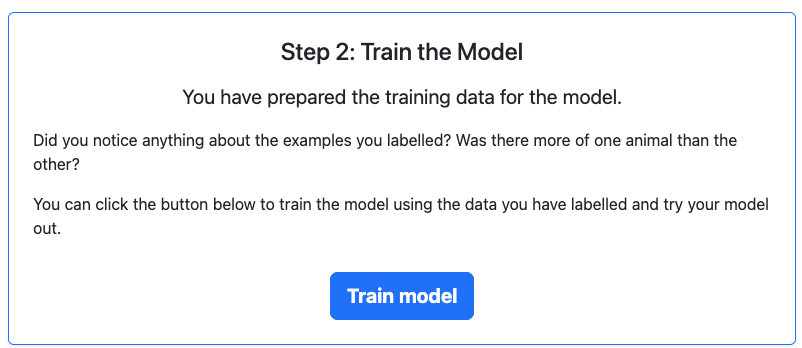 Step 2: Train the Model
You have prepared the training data for the model.
Did you notice anything about the examples you labelled? Was there more of one animal than the
other?
You can click the button below to train the model using the data you have labelled and try your model
out.
Train model